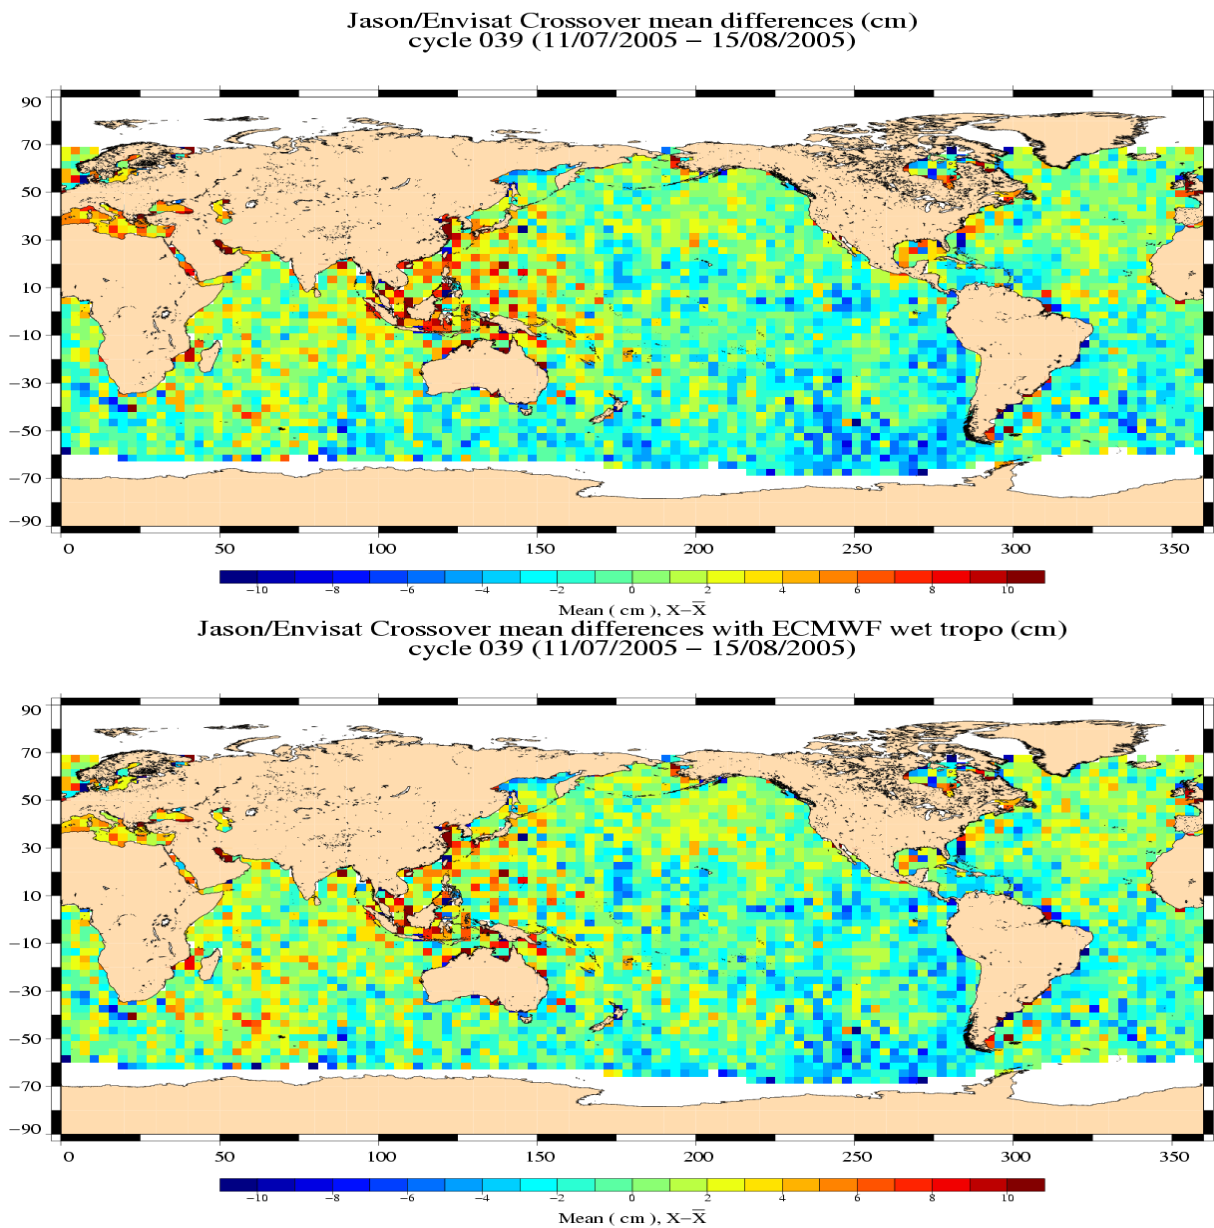 Jason/Envisat Crossover mean differences (cm)
cycle 039 (11/07/2005 − 15/08/2005)
90
70
50
30
10
−10
−30
−50
−70
−90
0 50 100 150 200 250 300 350
−10 −8 −6 −4 −2 0 2 4 6 8 10
Mean ( cm ), X−X̅
Jason/Envisat Crossover mean differences with ECMWF wet tropo (cm)
cycle 039 (11/07/2005 − 15/08/2005)
90
70
50
30
10
−10
−30
−50
−70
−90
0 50 100 150 200 250 300 350
−10 −8 −6 −4 −2 0 2 4 6 8 10
Mean ( cm ), X−X̅